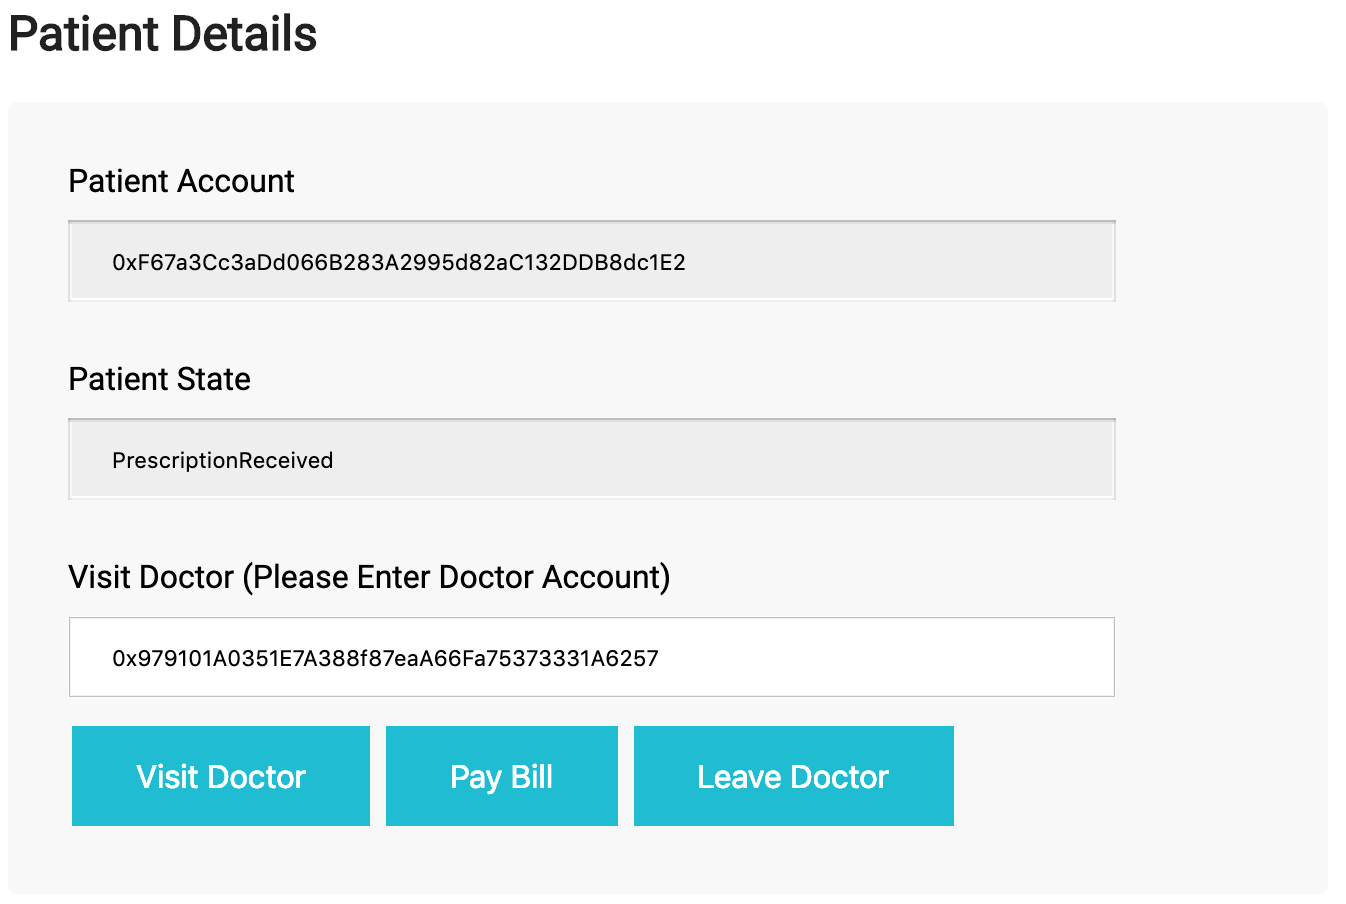 Patient Details
Patient Account
0xF67a3Cc3aDd066B283A2995d82aC132DDB8dc1E2
Patient State
PrescriptionReceived
Visit Doctor (Please Enter Doctor Account)
0x979101A0351E7A388f87eaA66Fa75373331A6257
Visit Doctor
Pay Bill
Leave Doctor